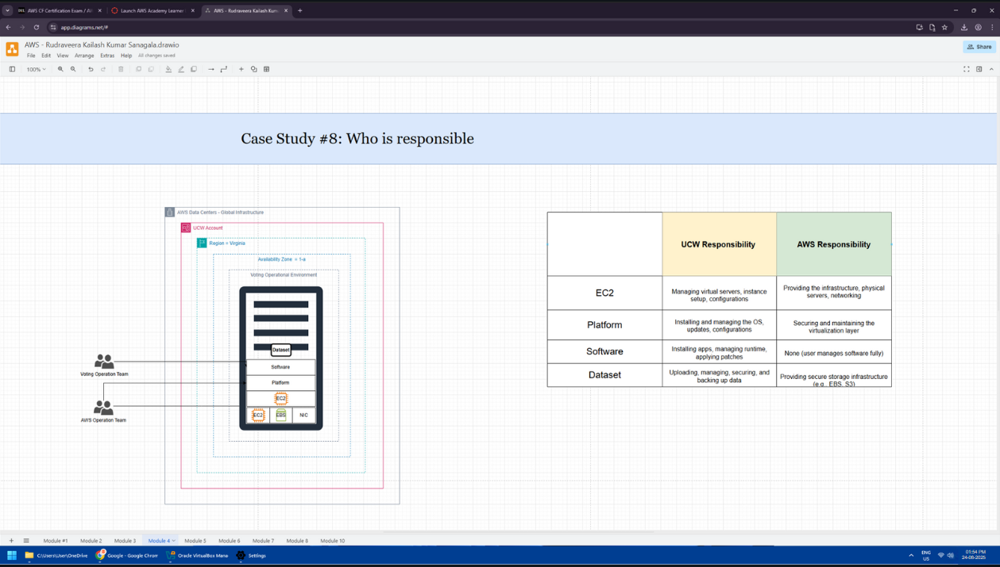 AWS CF Certification Exam / AV
Launch AWS Academy Learner
AWS - Rudraveera Kailash Kum
app.diagrams.net/#
AWS - Rudraveera Kailash Kumar Sanagala.drawio
File Edit View Arrange Extras Help All changes saved
Share
100%
Case Study #8: Who is responsible
AWS Data Centers - Global Infrastructure
UCW Account
Region = Virginia
Availability Zone = 1-a
Voting Operational Environment
Dataset
Software
Platform
EC2
EC2 EBS NIC
Voting Operation Team
AWS Operation Team
UCW Responsibility AWS Responsibility
EC2
Managing virtual servers, instance
setup, configurations
Providing the infrastructure, physical
servers, networking
Platform
Installing and managing the OS,
updates, configurations
Securing and maintaining the
virtualization layer
Software
Installing apps, managing runtime,
applying patches
None (user manages software fully)
Dataset
Uploading, managing, securing, and
backing up data
Providing secure storage infrastructure
(e.g., EBS, S3)
Module #1 Module 2 Module 3 Module 4 Module 5 Module 6 Module 7 Module 8 Module 10
C:\Users\User\OneDrive
Google - Google Chrom
Oracle VirtualBox Mana
Settings
ENG
US
01:54 PM
24-06-2025